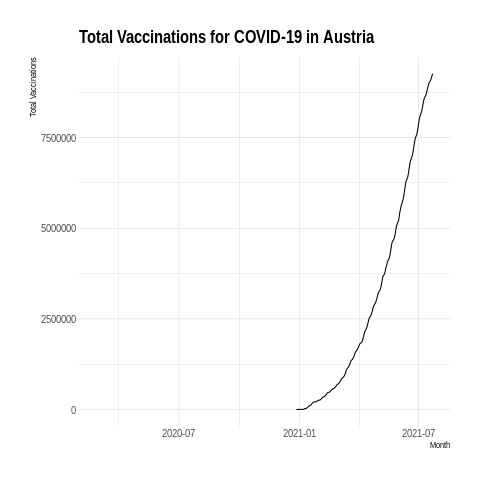 Total Vaccinations for COVID-19 in Austria
Total Vaccinations
7500000
5000000
2500000
0
2020-07 2021-01 2021-07
Month